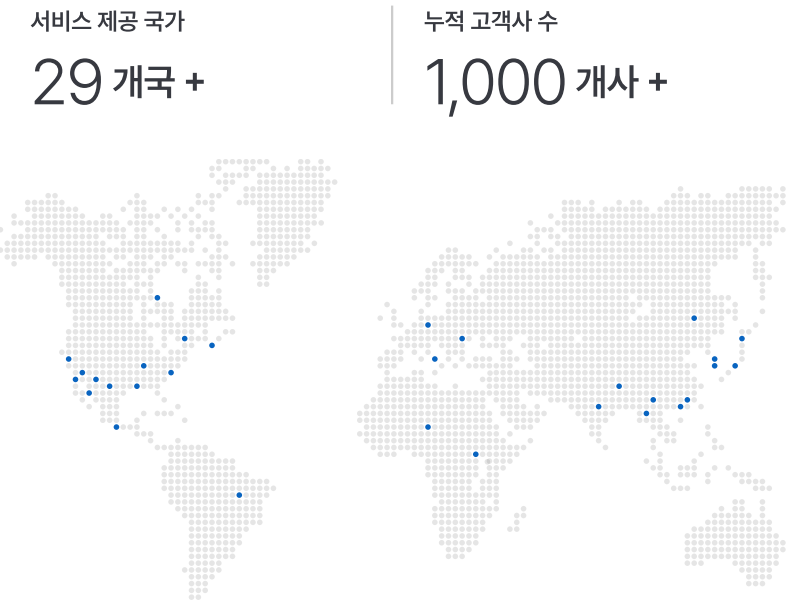 서비스 제공 국가
29 개국 +
누적 고객사 수
1,000 개사 +